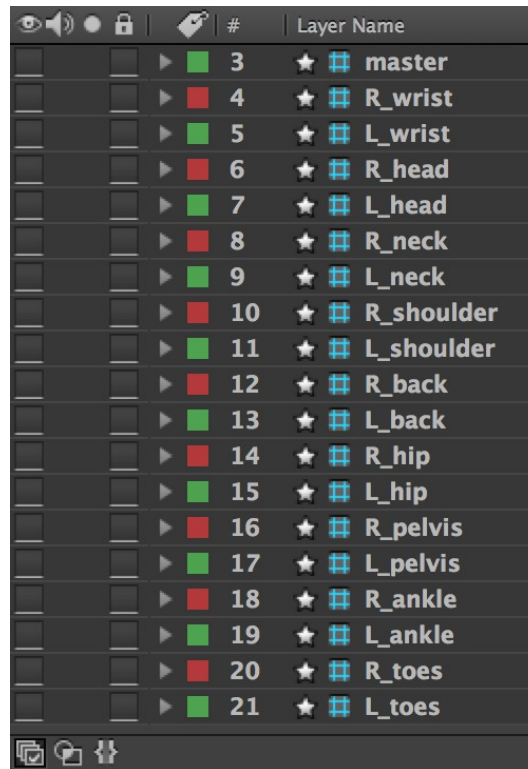 # Layer Name
3 master
4 R_wrist
5 L_wrist
6 R_head
7 L_head
8 R_neck
9 L_neck
10 R_shoulder
11 L_shoulder
12 R_back
13 L_back
14 R_hip
15 L_hip
16 R_pelvis
17 L_pelvis
18 R_ankle
19 L_ankle
20 R_toes
21 L_toes